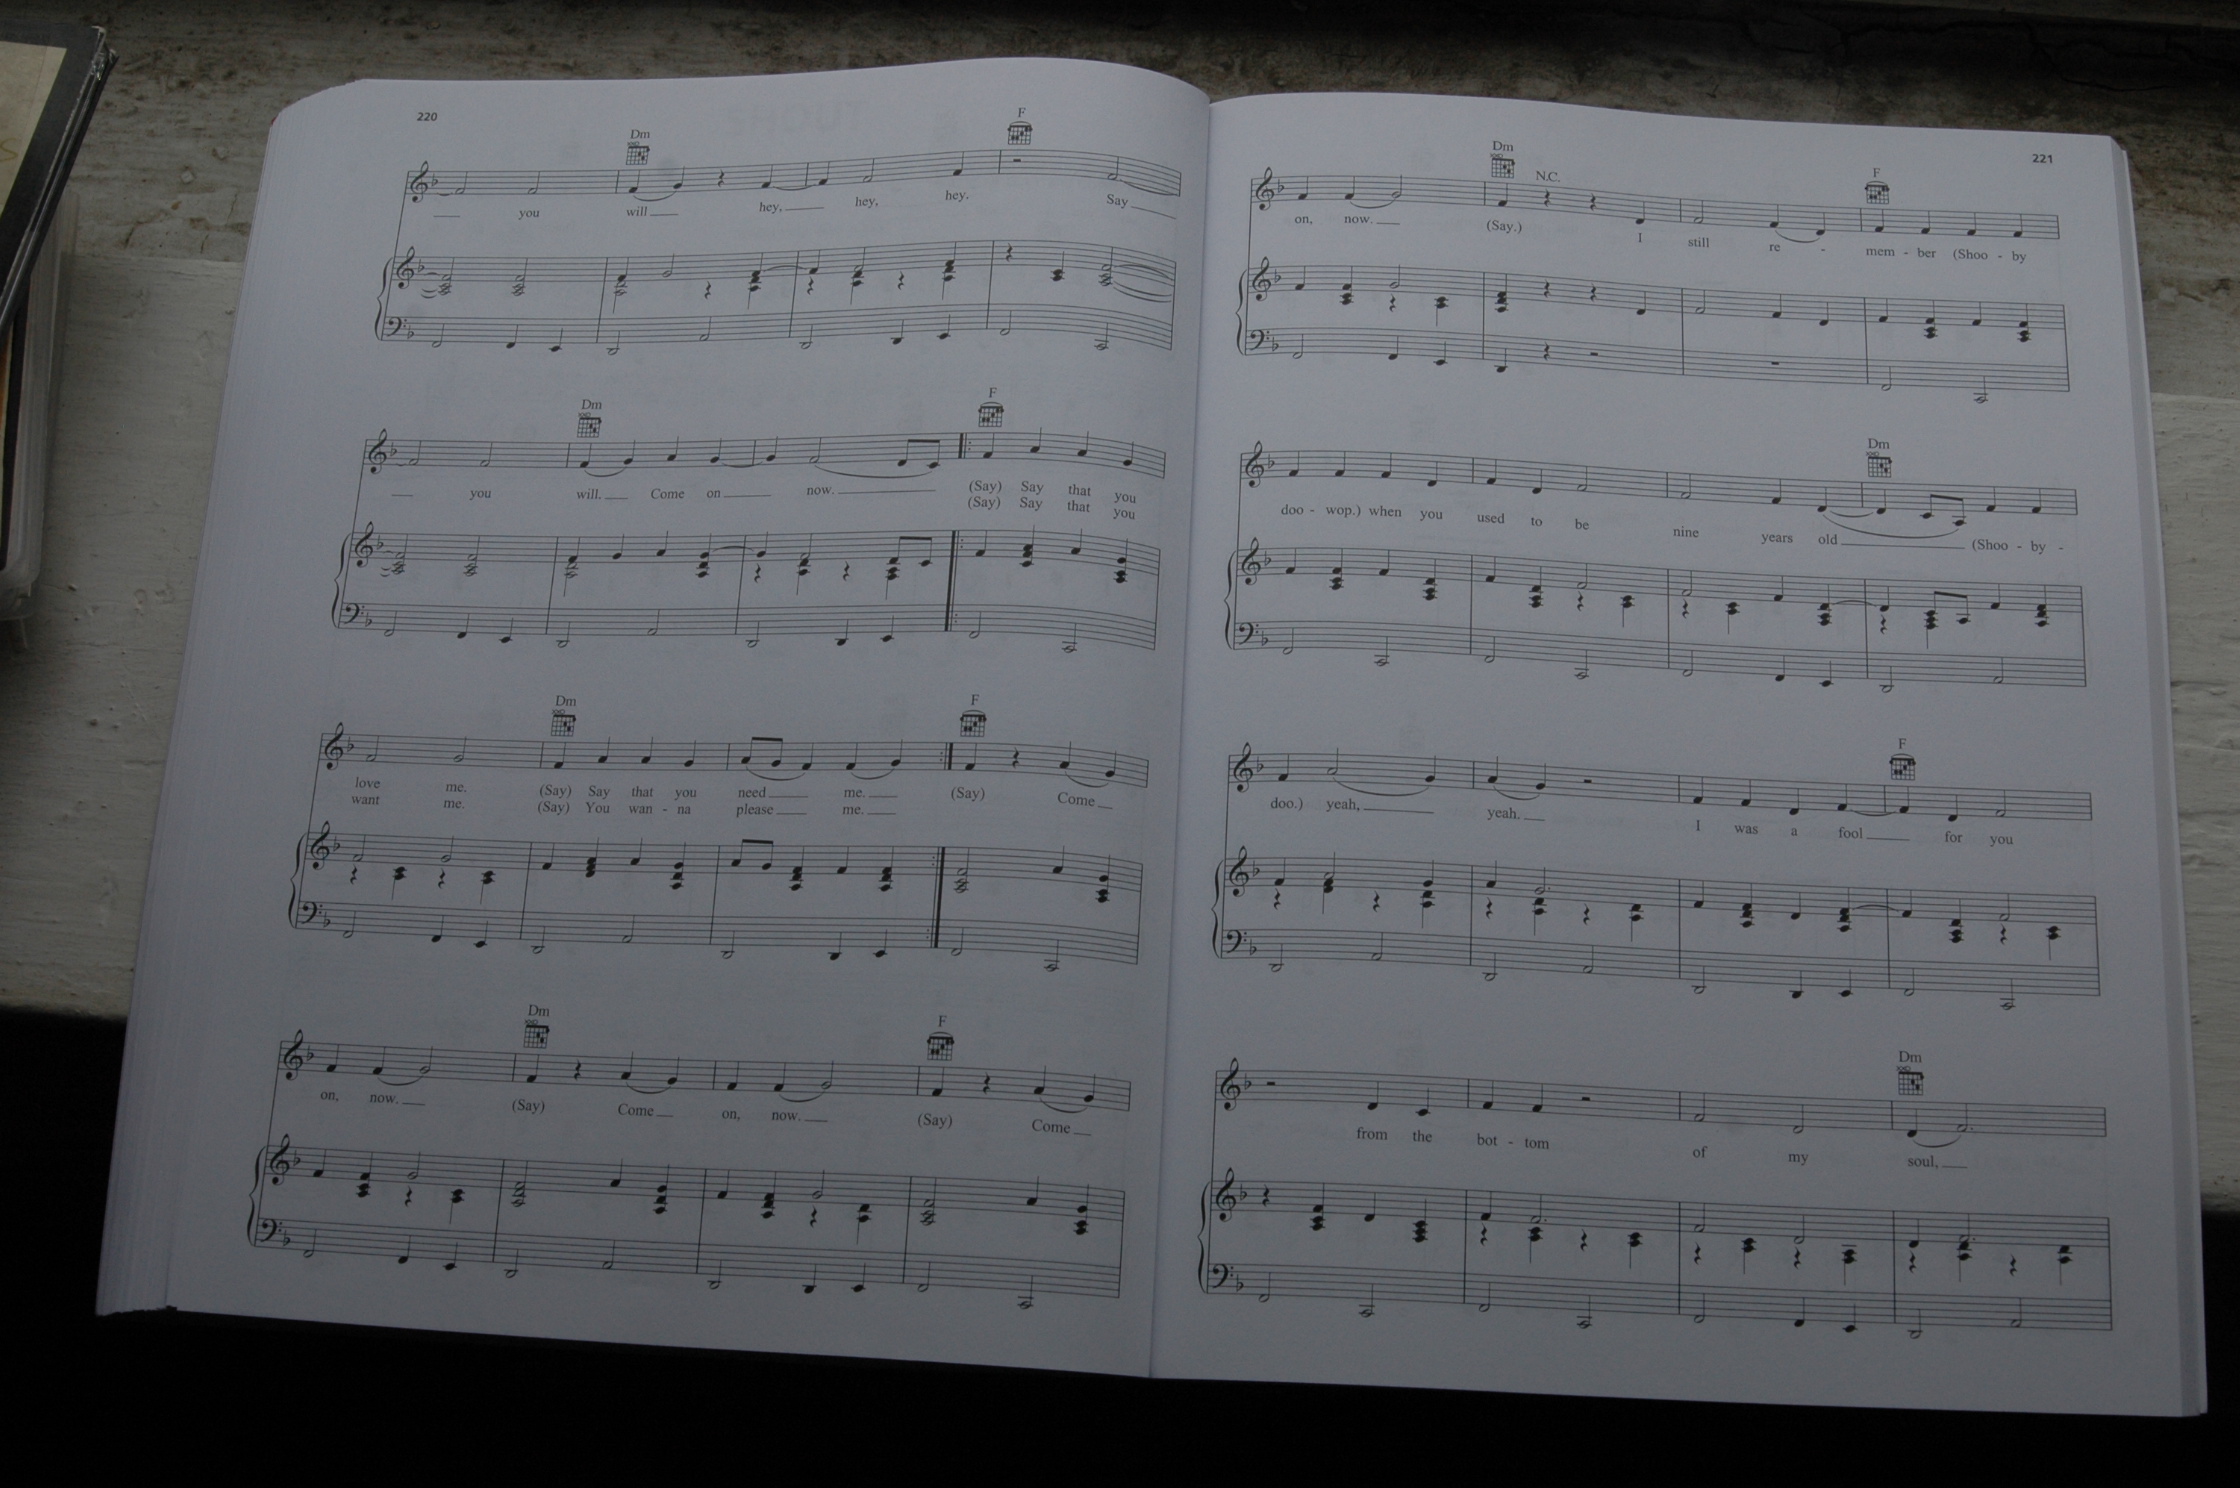 220
Dm F
you will hey, hey, hey. Say
Dm F
you will. Come on now. (Say) Say that you
(Say) Say that you
Dm F
love me. (Say) Say that you need me. (Say) Come
want me. (Say) You wan - na please me.
Dm F
on, now. (Say) Come on, now. (Say) Come
221
Dm N.C. F
on, now. (Say.) I still re - mem - ber (Shoo - by
Dm
doo - wop.) when you used to be nine years old (Shoo - by -
F
doo.) yeah, yeah. I was a fool for you
Dm
from the bot - tom of my soul,